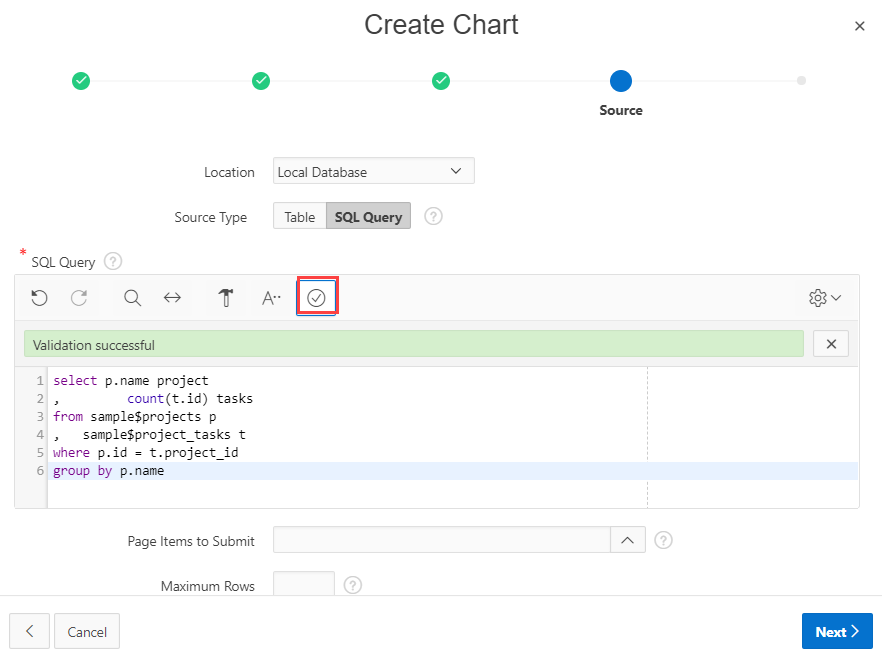 Create Chart
Source
Location
Local Database
Source Type
Table
SQL Query
?
* SQL Query ?
A
Validation successful
1 select p.name project
2 ,         count(t.id) tasks
3 from sample$projects p
4 ,   sample$project_tasks t
5 where p.id = t.project_id
6 group by p.name
Page Items to Submit
?
Maximum Rows
?
Cancel
Next